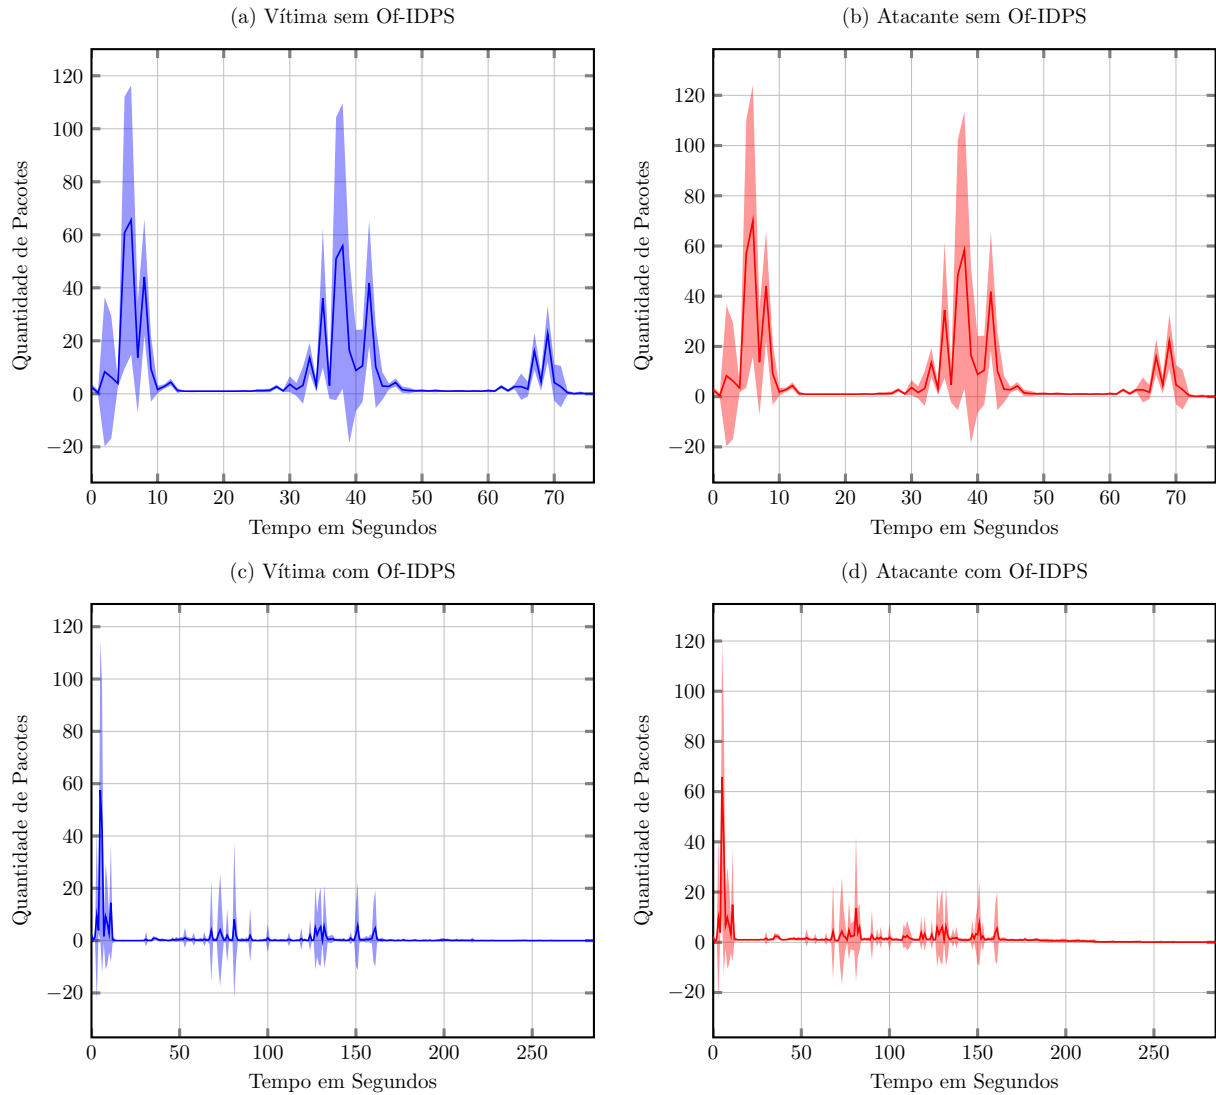 (a) Vítima sem Of-IDPS
Quantidade de Pacotes
120
100
80
60
40
20
0
−20
0 10 20 30 40 50 60 70
Tempo em Segundos
(b) Atacante sem Of-IDPS
Quantidade de Pacotes
120
100
80
60
40
20
0
−20
0 10 20 30 40 50 60 70
Tempo em Segundos
(c) Vítima com Of-IDPS
Quantidade de Pacotes
120
100
80
60
40
20
0
−20
0 50 100 150 200 250
Tempo em Segundos
(d) Atacante com Of-IDPS
Quantidade de Pacotes
120
100
80
60
40
20
0
−20
0 50 100 150 200 250
Tempo em Segundos